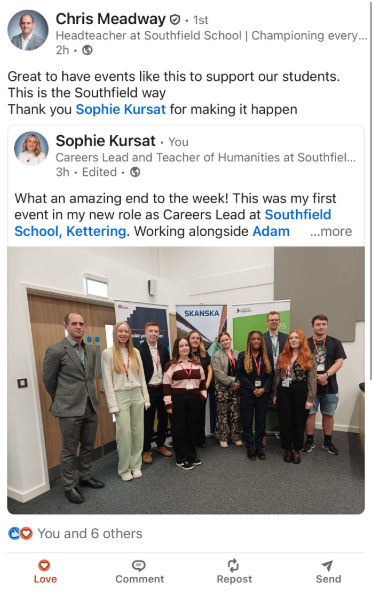 Chris Meadway · 1st
Headteacher at Southfield School | Championing every...
2h ·
Great to have events like this to support our students.
This is the Southfield way
Thank you Sophie Kursat for making it happen
Sophie Kursat · You
Careers Lead and Teacher of Humanities at Southfiel...
3h · Edited ·
What an amazing end to the week! This was my first
event in my new role as Careers Lead at Southfield
School, Kettering. Working alongside Adam ...more
SKANSKA
You and 6 others
Love
Comment
Repost
Send